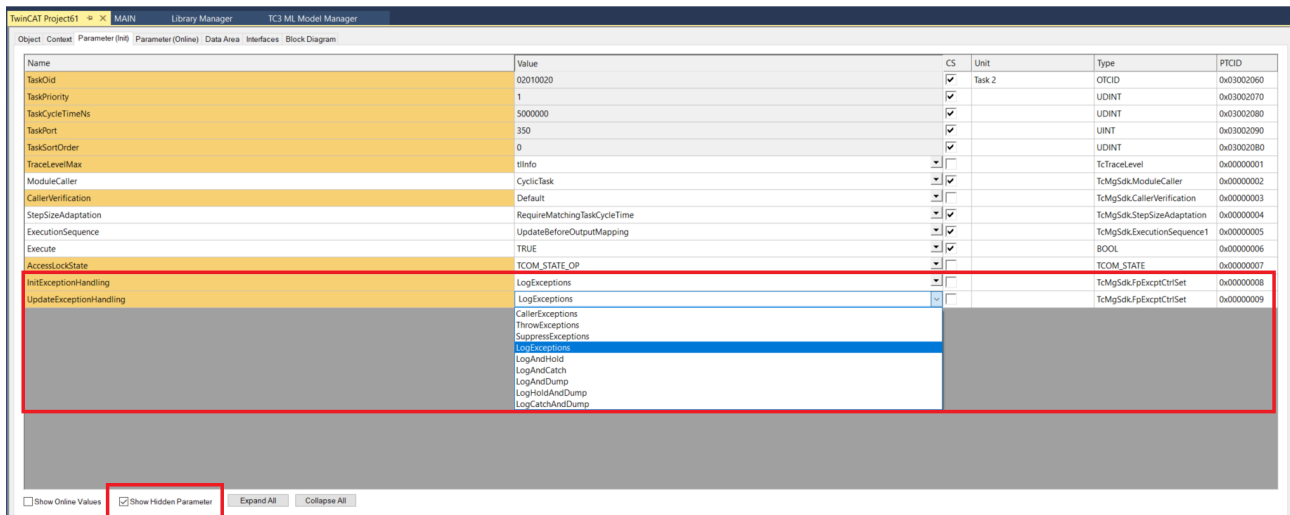 TwinCAT Project61 MAIN Library Manager TC3 ML Model Manager
Object Context Parameter (Init) Parameter (Online) Data Area Interfaces Block Diagram
Name Value CS Unit Type PTCID
TaskOid 02010020 Task 2 OTCID 0x03002060
TaskPriority 1 UDINT 0x03002070
TaskCycleTimeNs 5000000 UDINT 0x03002080
TaskPort 350 UINT 0x03002090
TaskSortOrder 0 UDINT 0x030020B0
TraceLevelMax tlInfo TcTraceLevel 0x00000001
ModuleCaller CyclicTask TcMgSdk.ModuleCaller 0x00000002
CallerVerification Default TcMgSdk.CallerVerification 0x00000003
StepSizeAdaptation RequireMatchingTaskCycleTime TcMgSdk.StepSizeAdaptation 0x00000004
ExecutionSequence UpdateBeforeOutputMapping TcMgSdk.ExecutionSequence1 0x00000005
Execute TRUE BOOL 0x00000006
AccessLockState TCOM_STATE_OP TCOM_STATE 0x00000007
InitExceptionHandling LogExceptions TcMgSdk.FpExcptCtrlSet 0x00000008
UpdateExceptionHandling LogExceptions TcMgSdk.FpExcptCtrlSet 0x00000009
CallerExceptions
ThrowExceptions
SuppressExceptions
LogExceptions
LogAndHold
LogAndCatch
LogAndDump
LogHoldAndDump
LogCatchAndDump
Show Online Values Show Hidden Parameter Expand All Collapse All